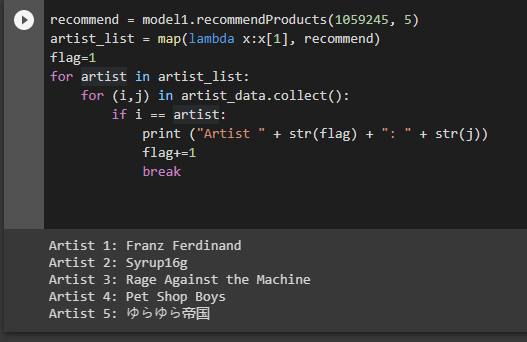 recommend = model1.recommendProducts(1059245, 5)
artist_list = map(lambda x:x[1], recommend)
flag=1
for artist in artist_list:
    for (i,j) in artist_data.collect():
        if i == artist:
            print ("Artist " + str(flag) + ": " + str(j))
            flag+=1
            break
Artist 1: Franz Ferdinand
Artist 2: Syrup16g
Artist 3: Rage Against the Machine
Artist 4: Pet Shop Boys
Artist 5: ゆらゆら帝国